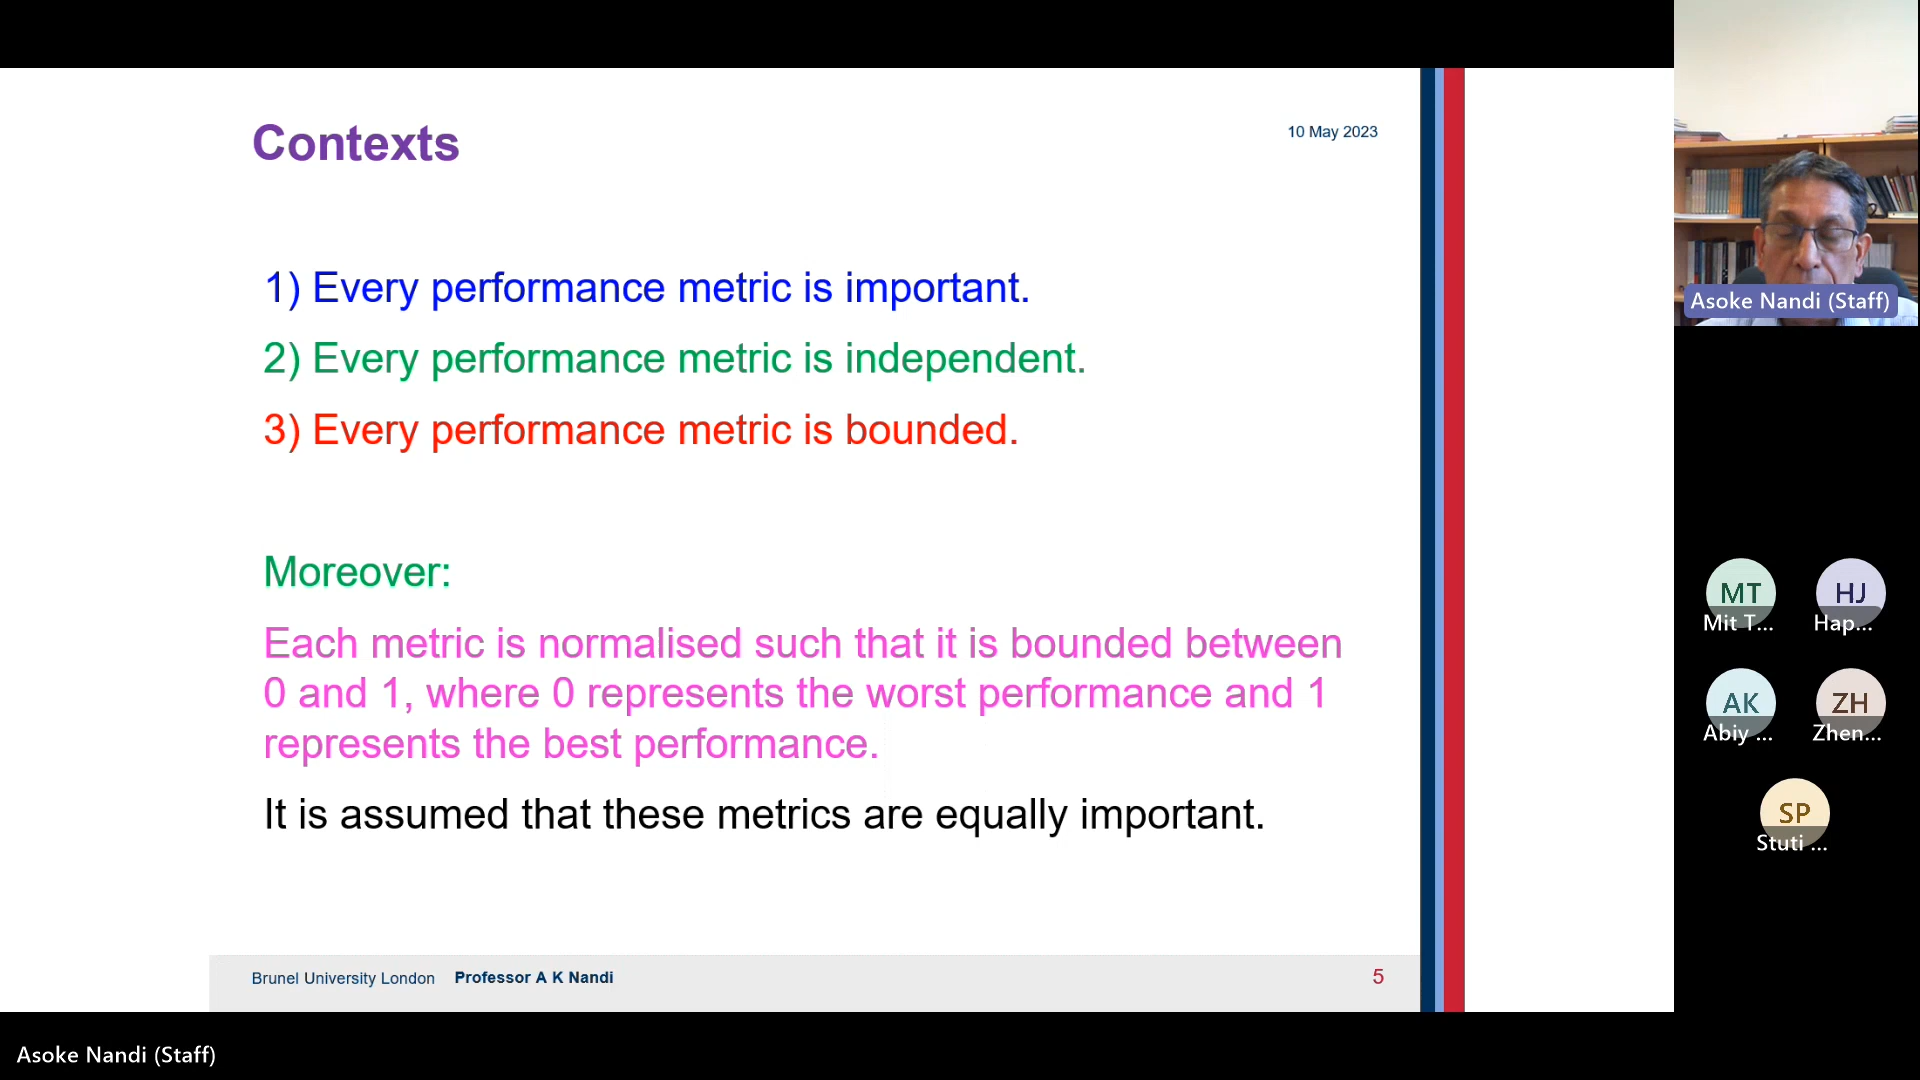 Contexts
10 May 2023
1) Every performance metric is important.
2) Every performance metric is independent.
3) Every performance metric is bounded.
Moreover:
Each metric is normalised such that it is bounded between
0 and 1, where 0 represents the worst performance and 1
represents the best performance.
It is assumed that these metrics are equally important.
Brunel University London Professor A K Nandi 5
Asoke Nandi (Staff)
MT HJ
Mit T... Hap...
AK ZH
Abiy ... Zhen...
SP
Stuti ...
Asoke Nandi (Staff)